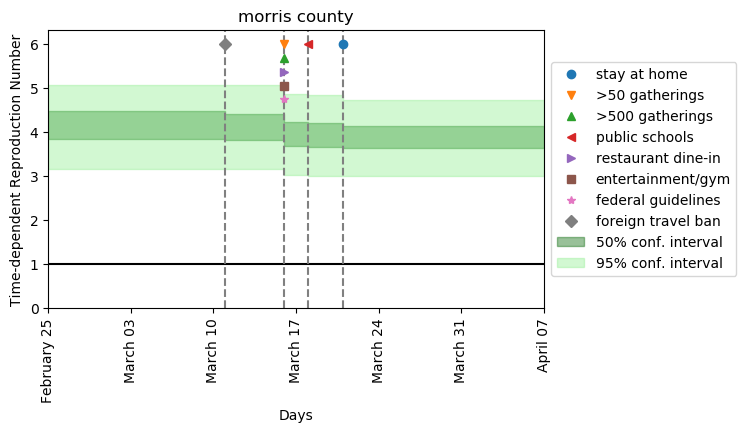 morris county
Time-dependent Reproduction Number
6
5
4
3
2
1
0
February 25
March 03
March 10
March 17
March 24
March 31
April 07
Days
stay at home
>50 gatherings
>500 gatherings
public schools
restaurant dine-in
entertainment/gym
federal guidelines
foreign travel ban
50% conf. interval
95% conf. interval